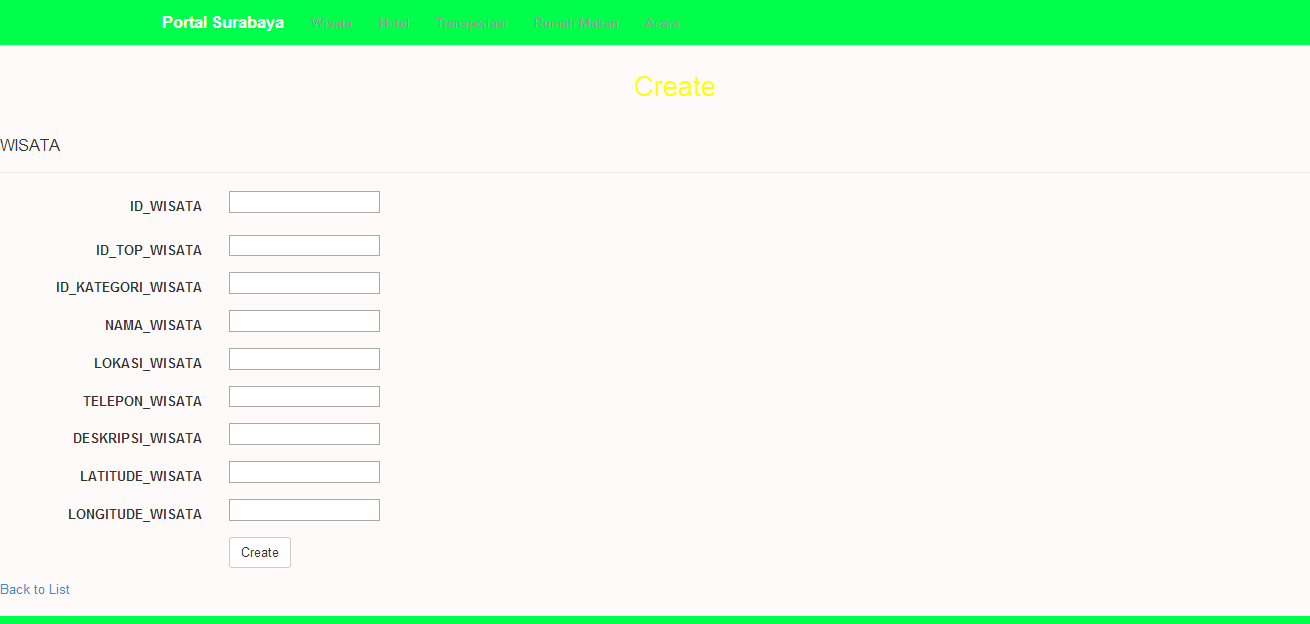 Portal Surabaya Wisata Hotel Transportasi Rumah Makan Acara
Create
WISATA
ID_WISATA
ID_TOP_WISATA
ID_KATEGORI_WISATA
NAMA_WISATA
LOKASI_WISATA
TELEPON_WISATA
DESKRIPSI_WISATA
LATITUDE_WISATA
LONGITUDE_WISATA
Create
Back to List